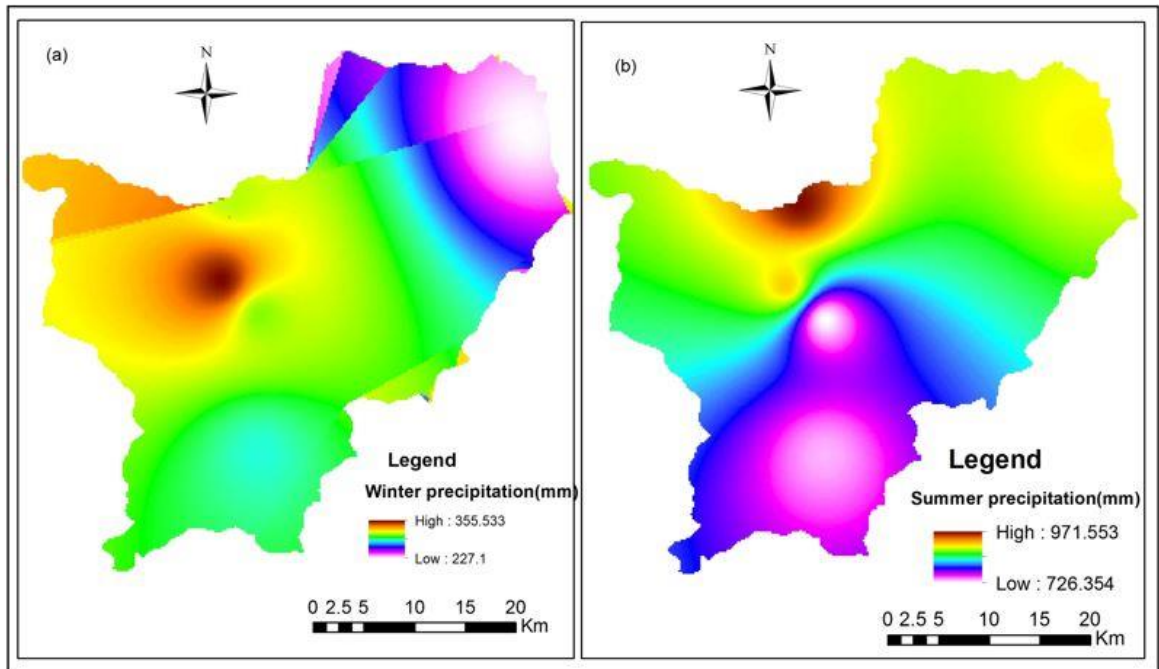 (a)
N
Legend
Winter precipitation(mm)
High : 355.533
Low : 227.1
0 2.5 5 10 15 20
Km
(b)
N
Legend
Summer precipitation(mm)
High : 971.553
Low : 726.354
0 2.5 5 10 15 20
Km